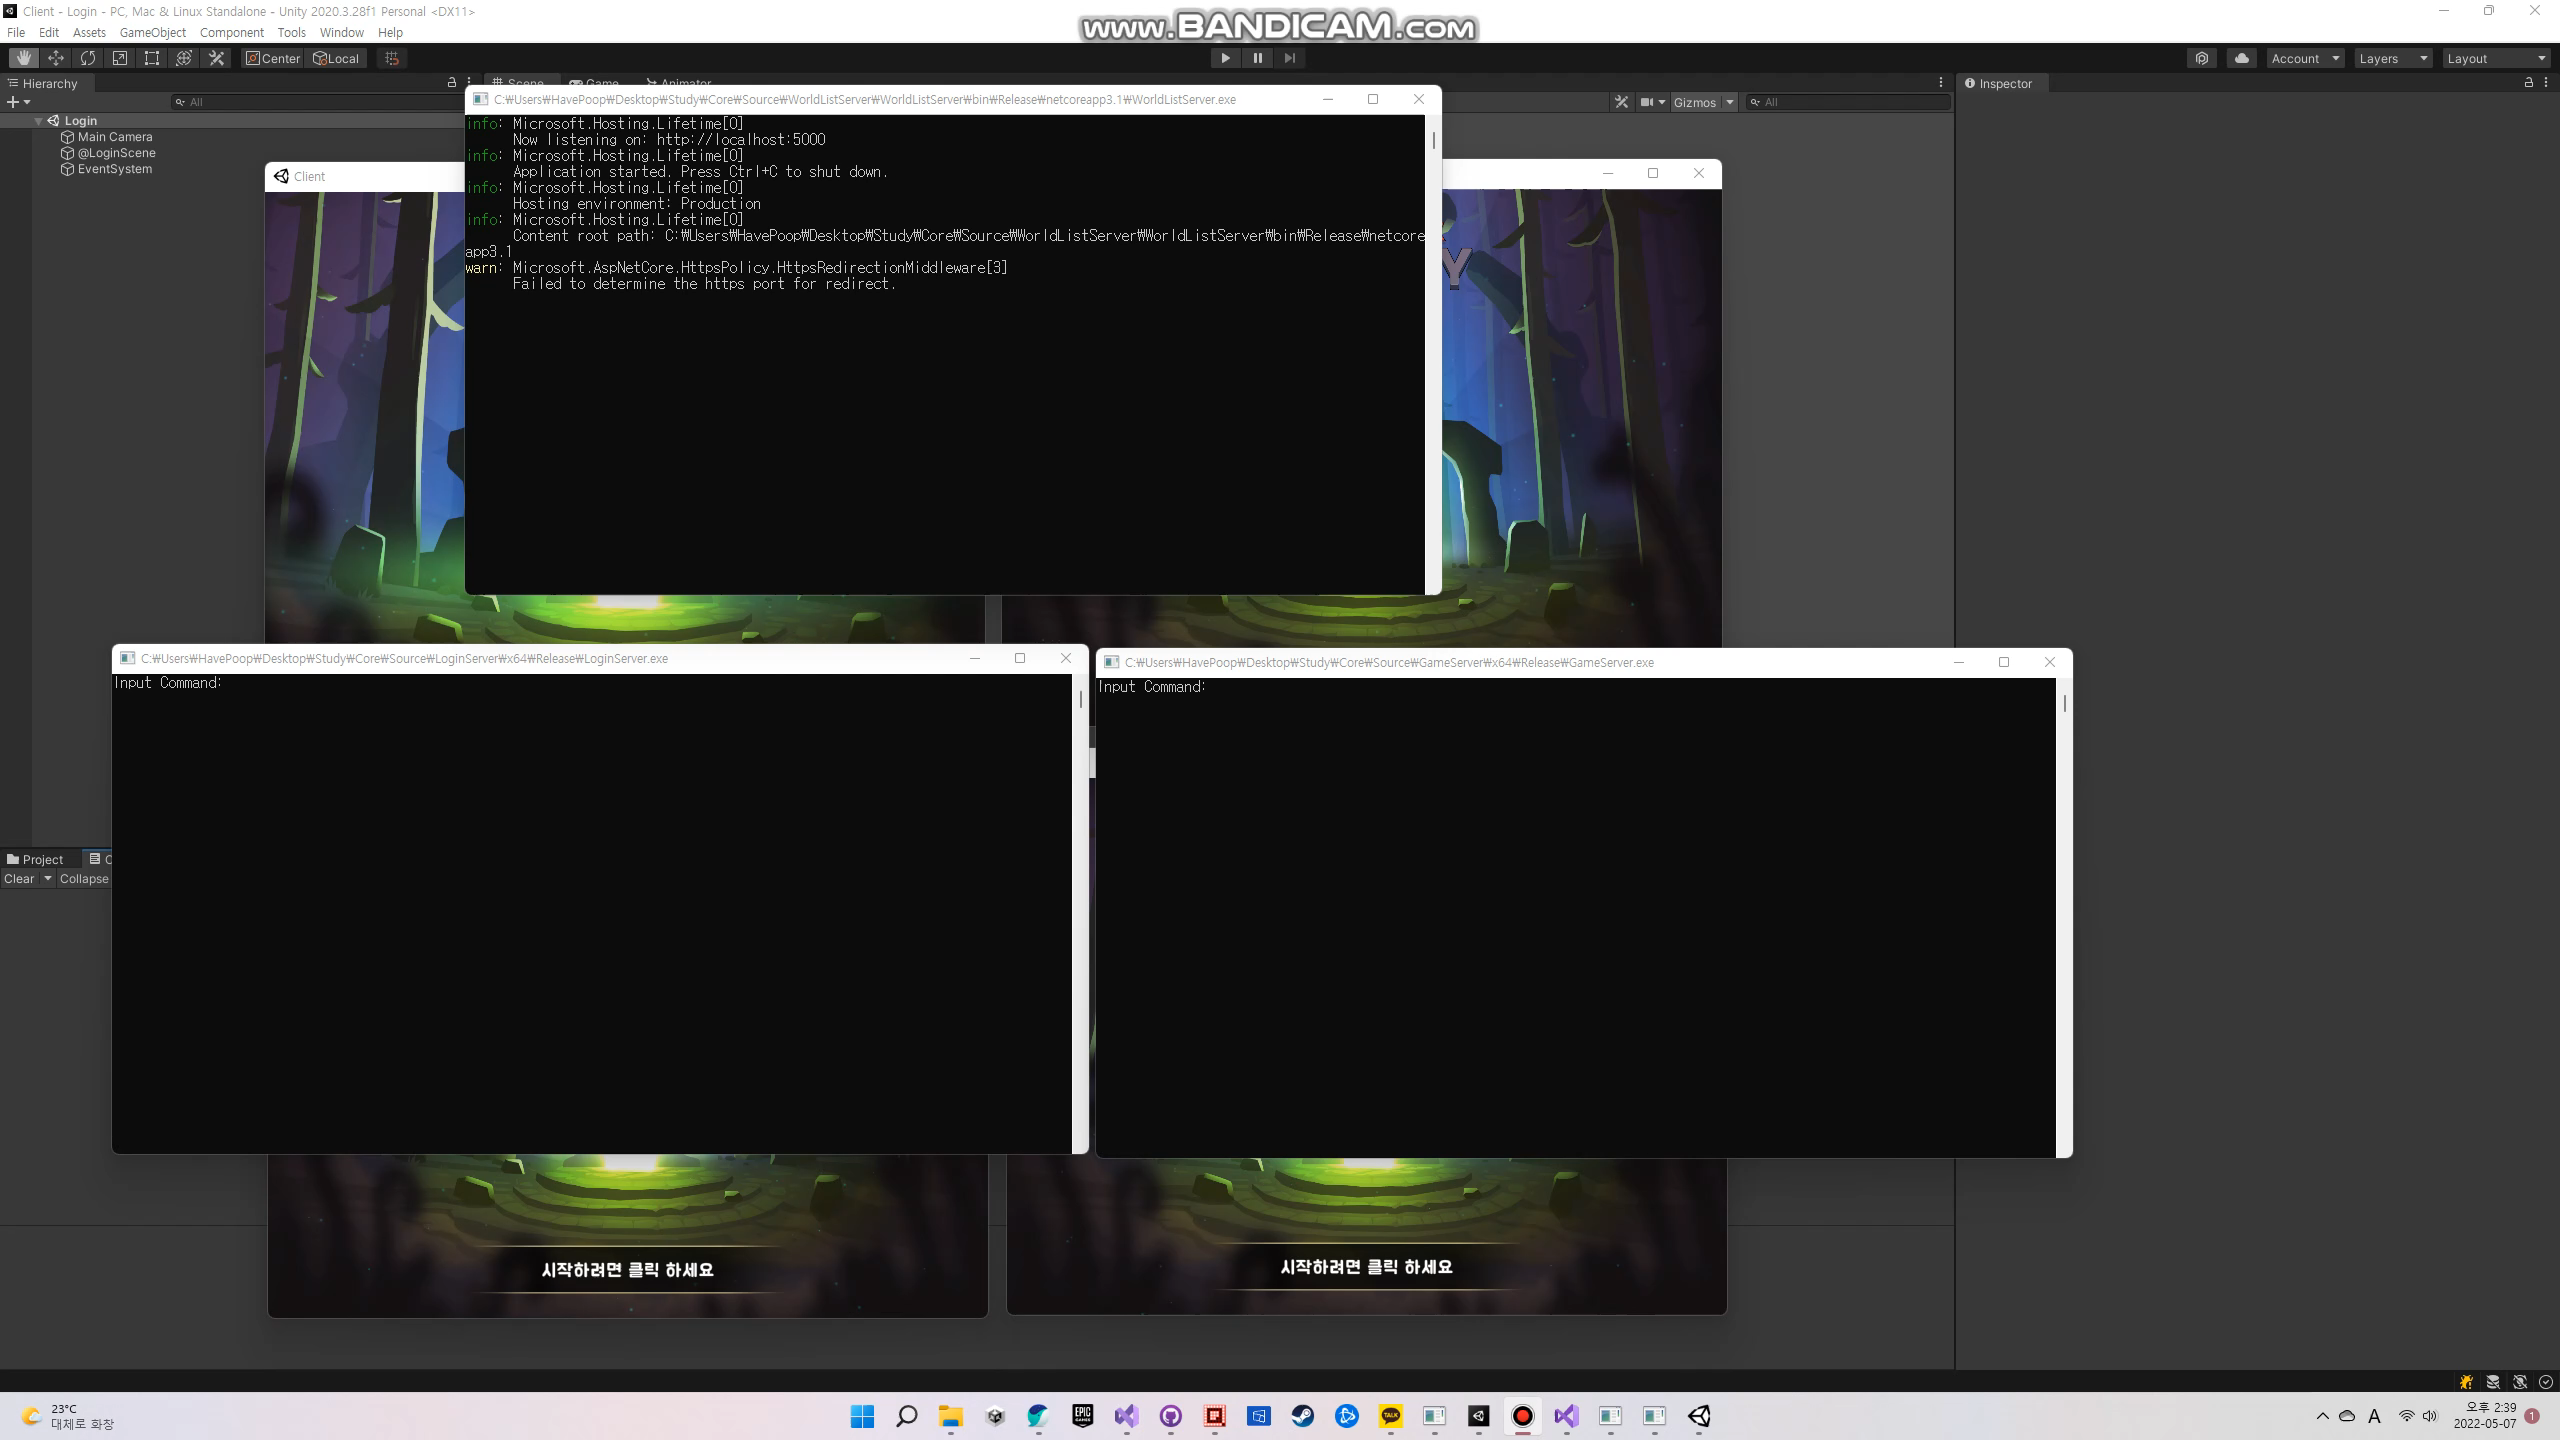 Client - Login - PC, Mac & Linux Standalone - Unity 2020.3.28f1 Personal <DX11>
www.BANDICAM.com
File Edit Assets GameObject Component Tools Window Help
Center Local
Account Layers Layout
Hierarchy
Scene Game Animator
Inspector
All
Gizmos All
Login
Main Camera
@LoginScene
EventSystem
Client
C:₩Users₩HavePoop₩Desktop₩Study₩Core₩Source₩WorldListServer₩WorldListServer₩bin₩Release₩netcoreapp3.1₩WorldListServer.exe
info: Microsoft.Hosting.Lifetime[0]
Now listening on: http://localhost:5000
info: Microsoft.Hosting.Lifetime[0]
Application started. Press Ctrl+C to shut down.
info: Microsoft.Hosting.Lifetime[0]
Hosting environment: Production
info: Microsoft.Hosting.Lifetime[0]
Content root path: C:₩Users₩HavePoop₩Desktop₩Study₩Core₩Source₩WorldListServer₩WorldListServer₩bin₩Release₩netcore
app3.1
warn: Microsoft.AspNetCore.HttpsPolicy.HttpsRedirectionMiddleware[3]
Failed to determine the https port for redirect.
Y
C:₩Users₩HavePoop₩Desktop₩Study₩Core₩Source₩LoginServer₩x64₩Release₩LoginServer.exe
Input Command:
C:₩Users₩HavePoop₩Desktop₩Study₩Core₩Source₩GameServer₩x64₩Release₩GameServer.exe
Input Command:
Project C
Clear Collapse
시작하려면 클릭 하세요
시작하려면 클릭 하세요
23°C
대체로 화창
EPIC GAMES
TALK
A
오후 2:39
2022-05-07
1